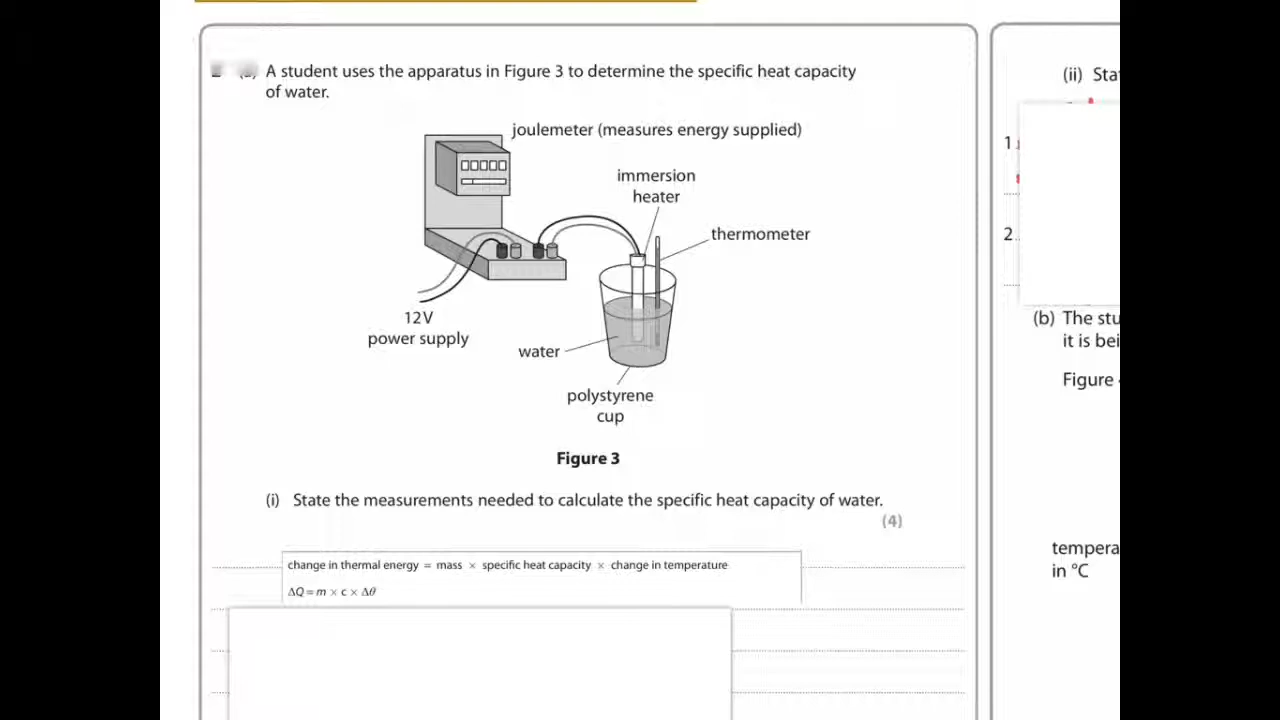 A student uses the apparatus in Figure 3 to determine the specific heat capacity
of water.
joulemeter (measures energy supplied)
immersion
heater
thermometer
12V
power supply
water
polystyrene
cup
Figure 3
(i) State the measurements needed to calculate the specific heat capacity of water.
(4)
change in thermal energy = mass × specific heat capacity × change in temperature
ΔQ = m × c × Δθ
(ii) Sta
1
2
(b) The stu
it is bei
Figure
tempera
in °C